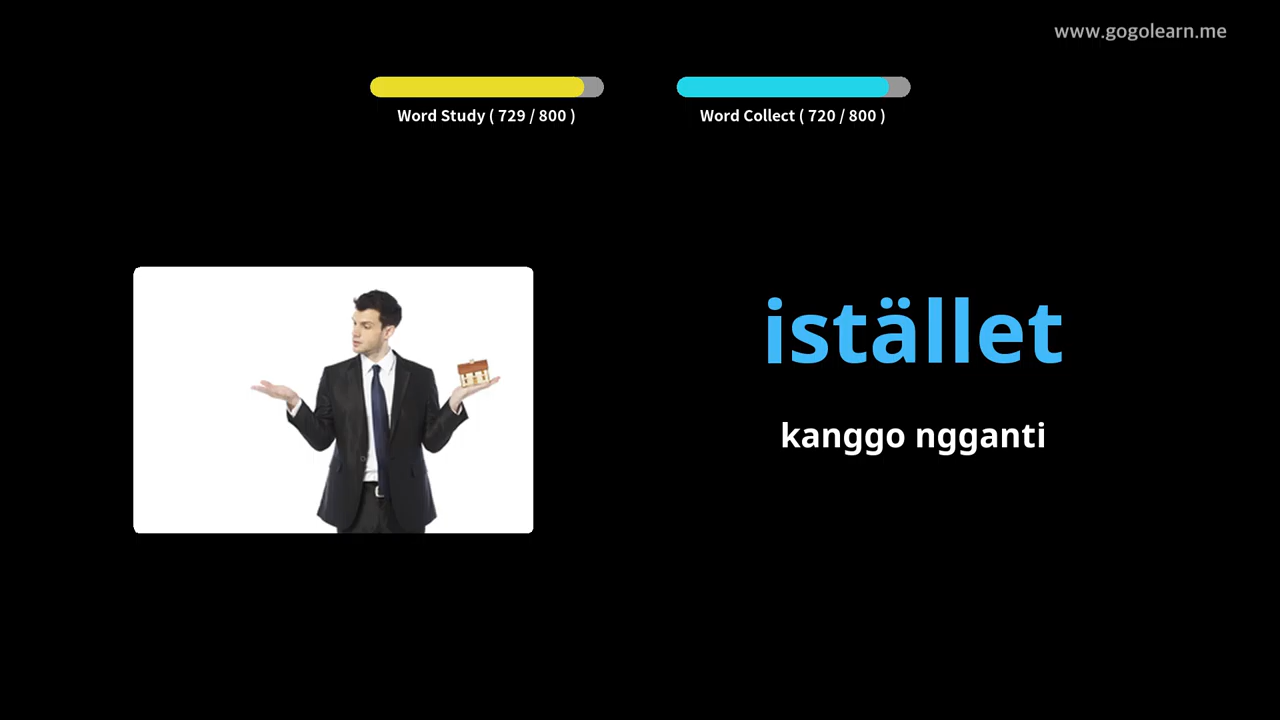 www.gogolearn.me
Word Study ( 729 / 800 )
Word Collect ( 720 / 800 )
istället
kanggo ngganti